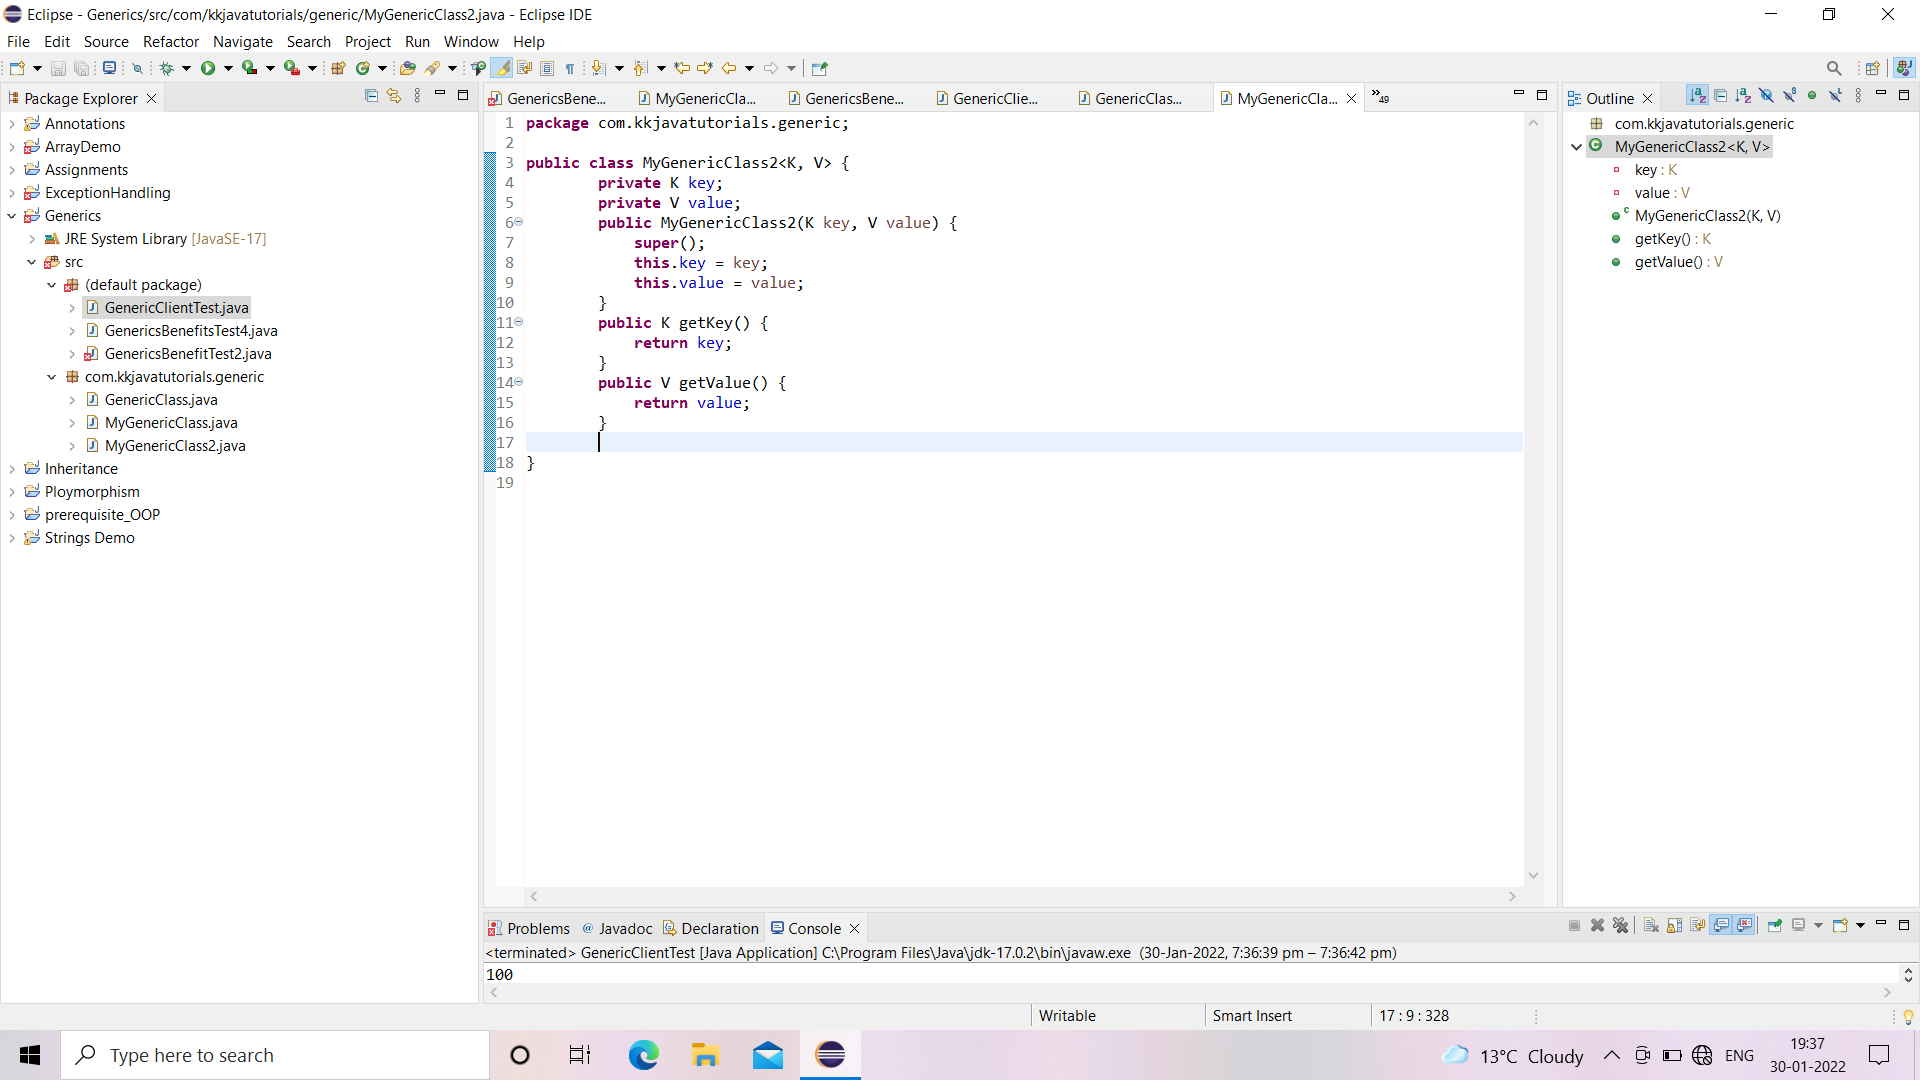 Eclipse - Generics/src/com/kkjavatutorials/generic/MyGenericClass2.java - Eclipse IDE
File Edit Source Refactor Navigate Search Project Run Window Help
Package Explorer
Annotations
ArrayDemo
Assignments
ExceptionHandling
Generics
JRE System Library [JavaSE-17]
src
(default package)
GenericClientTest.java
GenericsBenefitsTest4.java
GenericsBenefitTest2.java
com.kkjavatutorials.generic
GenericClass.java
MyGenericClass.java
MyGenericClass2.java
Inheritance
Ploymorphism
prerequisite_OOP
Strings Demo
GenericsBene... MyGenericCla... GenericsBene... GenericClie... GenericClas... MyGenericCla... »49
1 package com.kkjavatutorials.generic;
2
3 public class MyGenericClass2<K, V> {
4 private K key;
5 private V value;
6 public MyGenericClass2(K key, V value) {
7 super();
8 this.key = key;
9 this.value = value;
10 }
11 public K getKey() {
12 return key;
13 }
14 public V getValue() {
15 return value;
16 }
17
18 }
19
Outline
com.kkjavatutorials.generic
MyGenericClass2<K, V>
key : K
value : V
MyGenericClass2(K, V)
getKey() : K
getValue() : V
Problems @ Javadoc Declaration Console
<terminated> GenericClientTest [Java Application] C:\Program Files\Java\jdk-17.0.2\bin\javaw.exe (30-Jan-2022, 7:36:39 pm – 7:36:42 pm)
100
Writable Smart Insert 17 : 9 : 328
Type here to search
13°C Cloudy ENG
19:37
30-01-2022